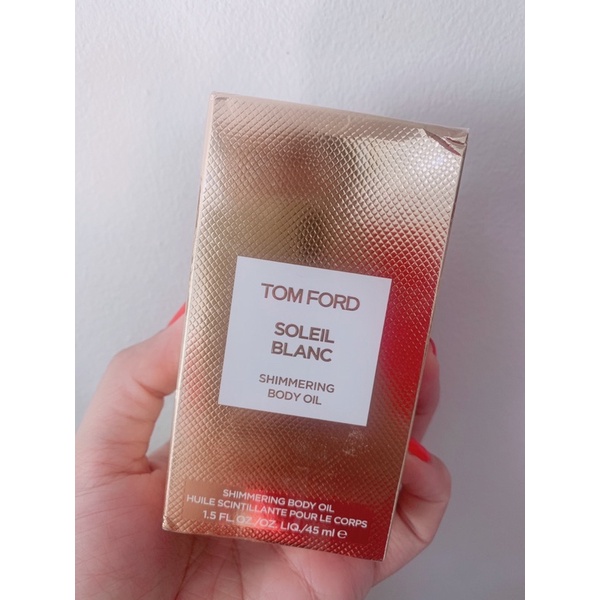 TOM FORD
SOLEIL
BLANC
SHIMMERING
BODY OIL
SHIMMERING BODY OIL
HUILE SCINTILLANTE POUR LE CORPS
1.5 FL.OZ./OZ. LIQ./45 ml ℮